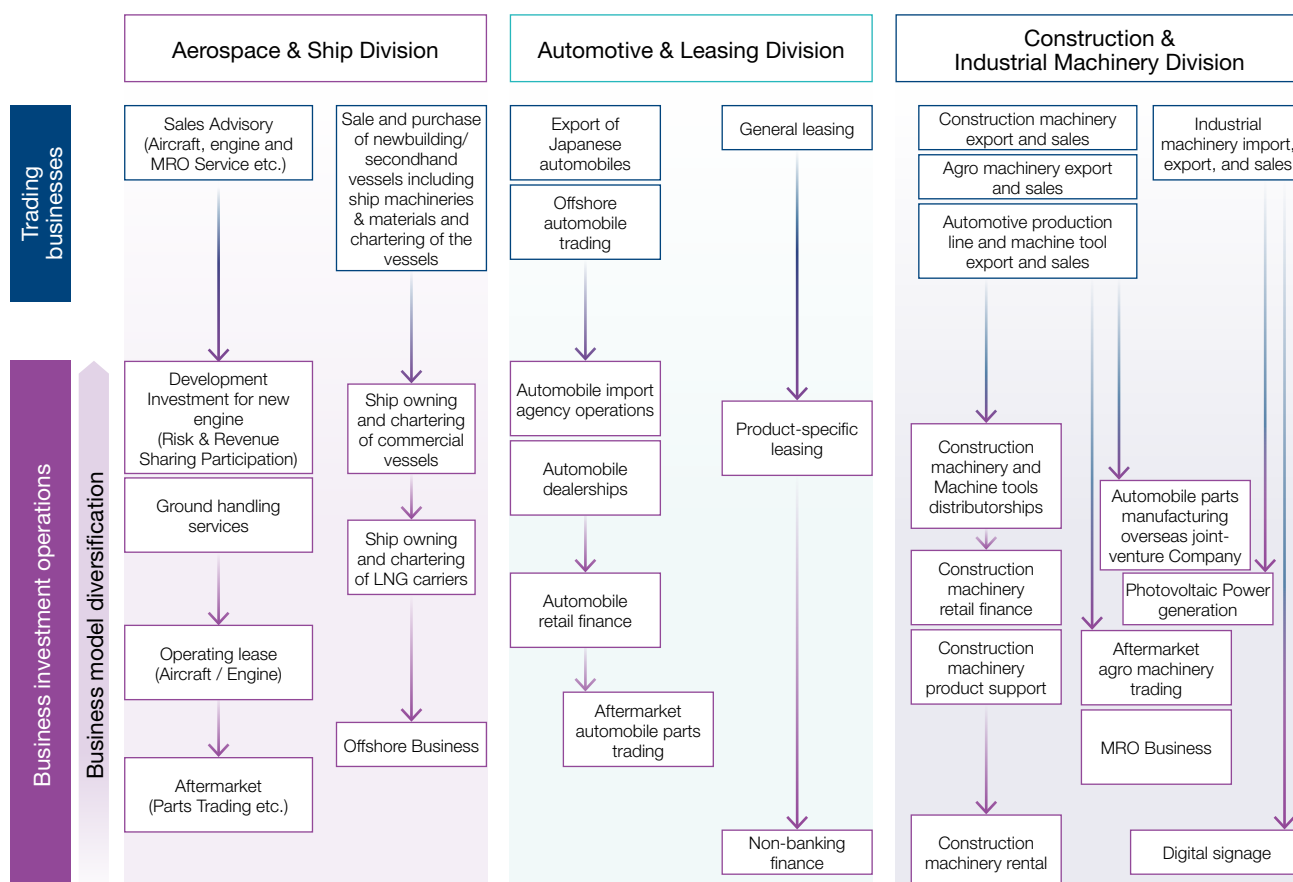 Aerospace & Ship Division
Automotive & Leasing Division
Construction &
Industrial Machinery Division
Trading
businesses
Sales Advisory
(Aircraft, engine and
MRO Service etc.)
Sale and purchase
of newbuilding/
secondhand
vessels including
ship machineries
& materials and
chartering of the
vessels
Export of
Japanese
automobiles
Offshore
automobile
trading
General leasing
Construction machinery
export and sales
Agro machinery export
and sales
Automotive production
line and machine tool
export and sales
Industrial
machinery import,
export, and sales
Business investment operations
Business model diversification
Development
Investment for new
engine
(Risk & Revenue
Sharing Participation)
Ground handling
services
Operating lease
(Aircraft / Engine)
Aftermarket
(Parts Trading etc.)
Ship owning
and chartering
of commercial
vessels
Ship owning
and chartering
of LNG carriers
Offshore Business
Automobile import
agency operations
Automobile
dealerships
Automobile
retail finance
Aftermarket
automobile parts
trading
Product-specific
leasing
Non-banking
finance
Construction
machinery and
Machine tools
distributorships
Construction
machinery
retail finance
Construction
machinery
product support
Construction
machinery rental
Automobile parts
manufacturing
overseas joint-
venture Company
Photovoltaic Power
generation
Aftermarket
agro machinery
trading
MRO Business
Digital signage